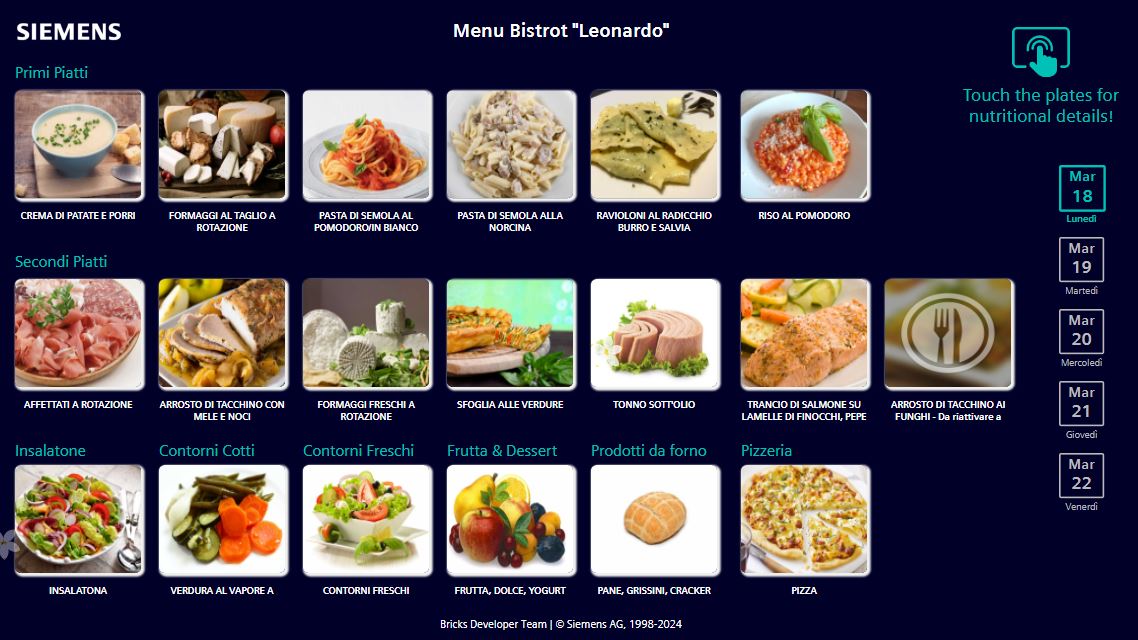 SIEMENS
Menu Bistrot "Leonardo"
Touch the plates for
nutritional details!
Primi Piatti
CREMA DI PATATE E PORRI
FORMAGGI AL TAGLIO A
ROTAZIONE
PASTA DI SEMOLA AL
POMODORO/IN BIANCO
PASTA DI SEMOLA ALLA
NORCINA
RAVIOLONI AL RADICCHIO
BURRO E SALVIA
RISO AL POMODORO
Secondi Piatti
AFFETTATI A ROTAZIONE
ARROSTO DI TACCHINO CON
MELE E NOCI
FORMAGGI FRESCHI A
ROTAZIONE
SFOGLIA ALLE VERDURE
TONNO SOTT'OLIO
TRANCIO DI SALMONE SU
LAMELLE DI FINOCCHI, PEPE
ARROSTO DI TACCHINO AI
FUNGHI - Da riattivare a
Insalatone
INSALATONA
Contorni Cotti
VERDURA AL VAPORE A
Contorni Freschi
CONTORNI FRESCHI
Frutta & Dessert
FRUTTA, DOLCE, YOGURT
Prodotti da forno
PANE, GRISSINI, CRACKER
Pizzeria
PIZZA
Mar
18
Lunedì
Mar
19
Martedì
Mar
20
Mercoledì
Mar
21
Giovedì
Mar
22
Venerdì
Bricks Developer Team | © Siemens AG, 1998-2024